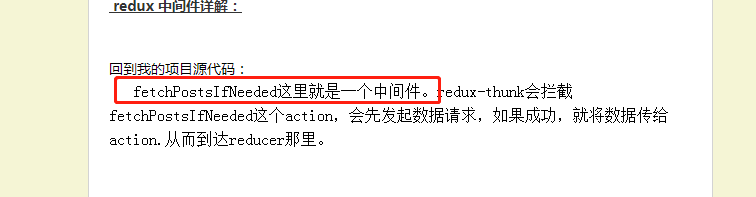 redux 中间件详解：
回到我的项目源代码：
fetchPostsIfNeeded这里就是一个中间件。redux-thunk会拦截
fetchPostsIfNeeded这个action，会先发起数据请求，如果成功，就将数据传给
action.从而到达reducer那里。